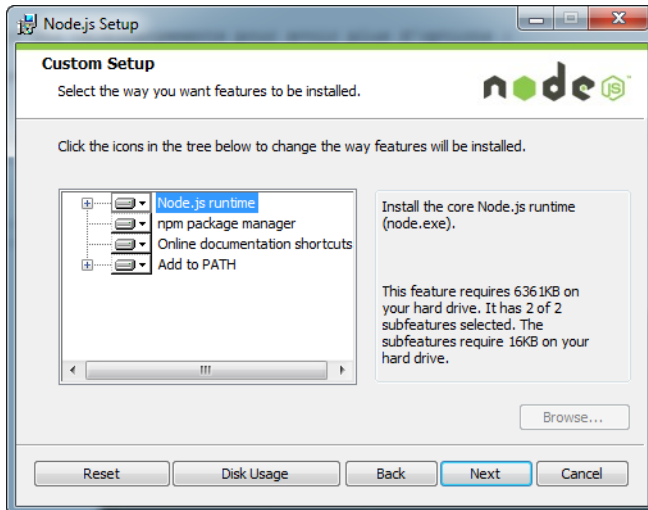 Node.js Setup
Custom Setup
Select the way you want features to be installed.
node JS
Click the icons in the tree below to change the way features will be installed.
Node.js runtime
npm package manager
Online documentation shortcuts
Add to PATH
Install the core Node.js runtime
(node.exe).
This feature requires 6361KB on
your hard drive. It has 2 of 2
subfeatures selected. The
subfeatures require 16KB on your
hard drive.
Browse...
Reset
Disk Usage
Back
Next
Cancel